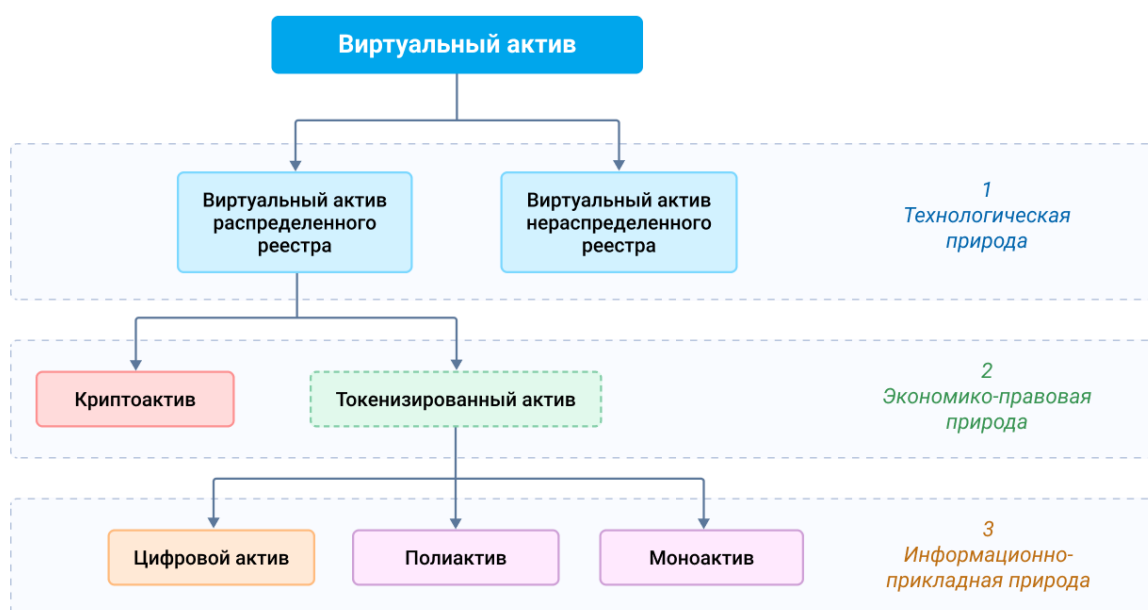 Виртуальный актив
Виртуальный актив
распределенного
реестра
Виртуальный актив
нераспределенного
реестра
1
Технологическая
природа
Криптоактив
Токенизированный актив
2
Экономико-правовая
природа
Цифровой актив
Полиактив
Моноактив
3
Информационно-
прикладная природа